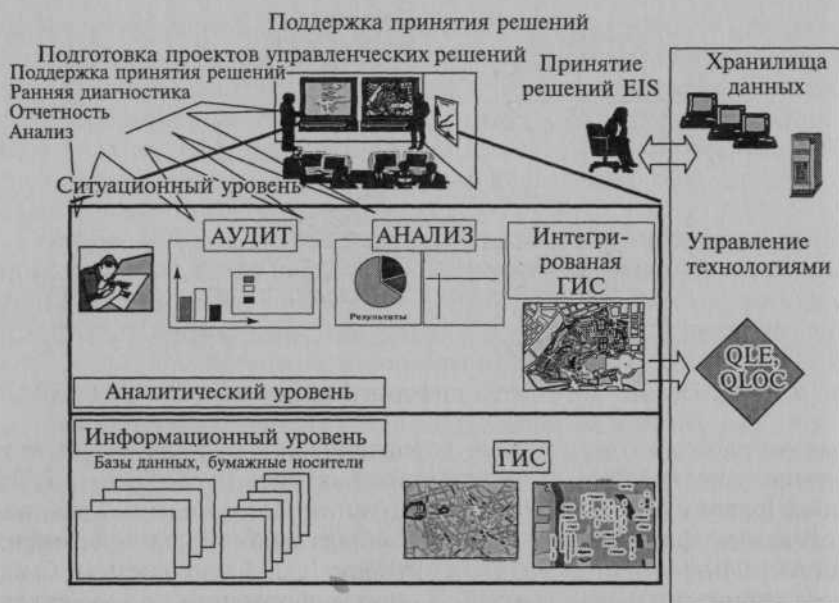 Поддержка принятия решений
Подготовка проектов управленческих решений
Поддержка принятия решений
Ранняя диагностика
Отчетность
Анализ
Принятие
решений EIS
Хранилища
данных
Ситуационный уровень
АУДИТ
АНАЛИЗ
Результаты
Интегри-
рованая
ГИС
Управление
технологиями
QLE,
QLOC
Аналитический уровень
Информационный уровень
Базы данных, бумажные носители
ГИС